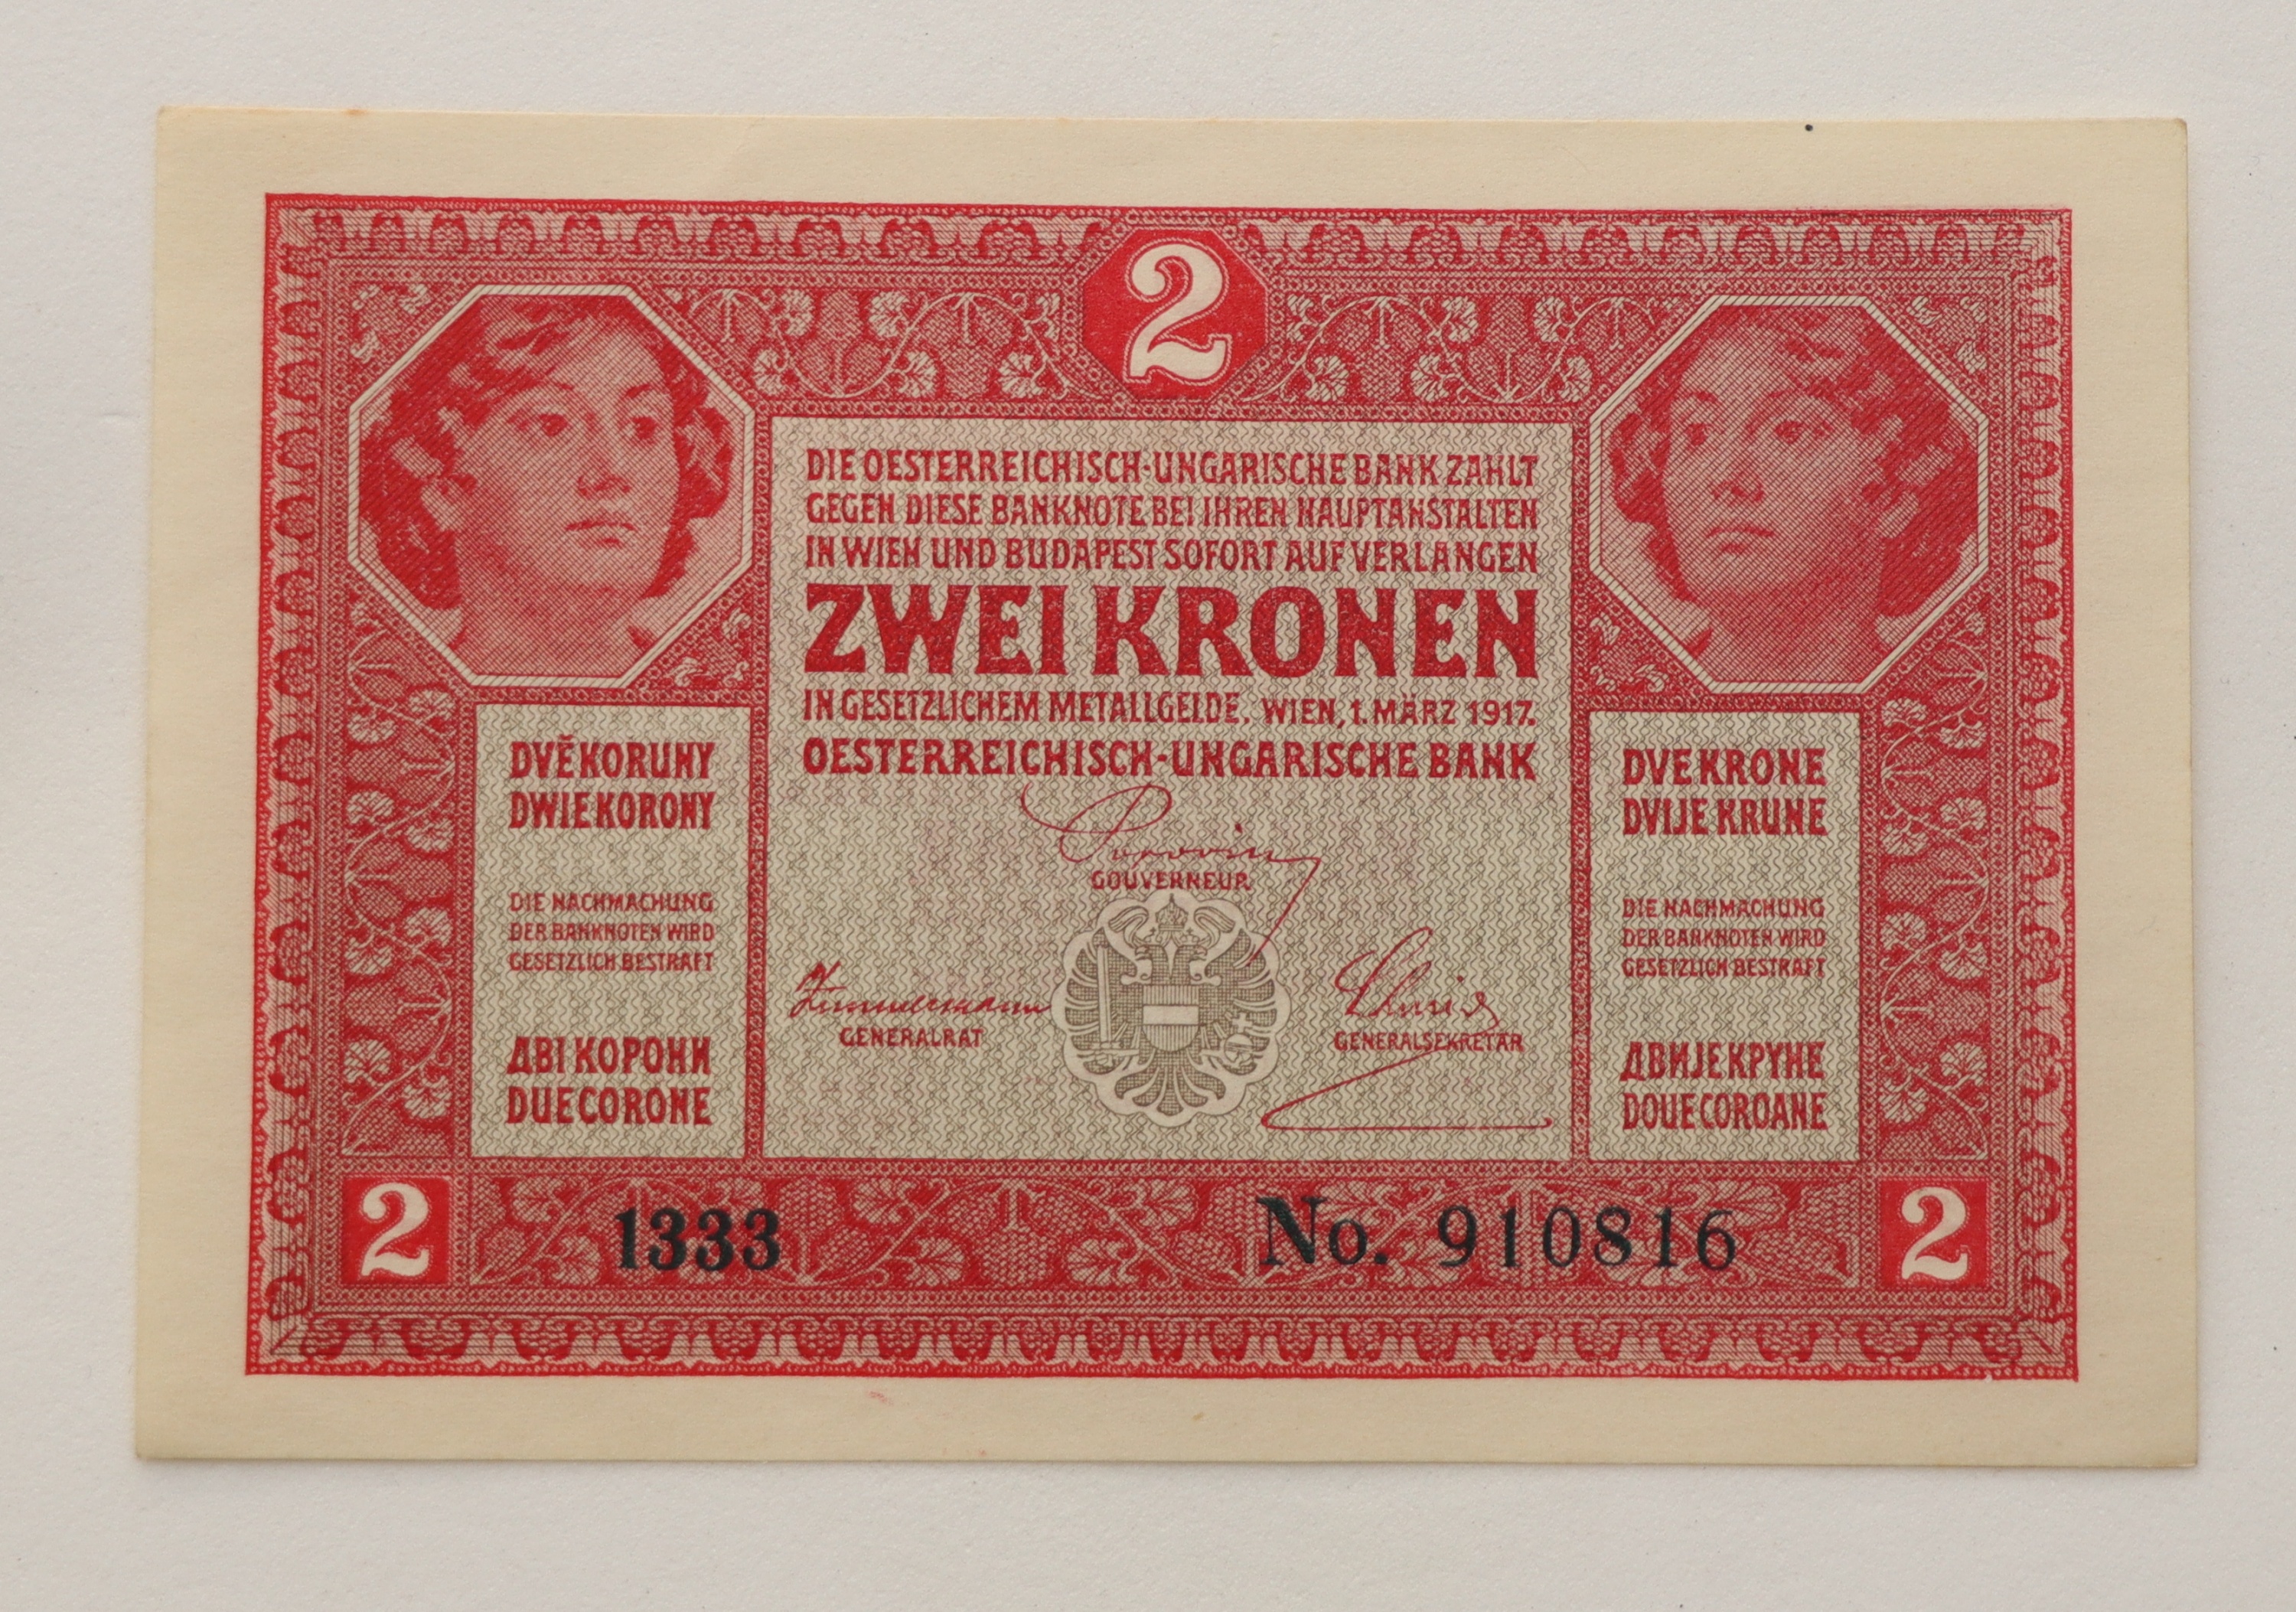 2
DIE OESTERREICHISCH-UNGARISCHE BANK ZAHLT
GEGEN DIESE BANKNOTE BEI IHREN HAUPTANSTALTEN
IN WIEN UND BUDAPEST SOFORT AUF VERLANGEN
ZWEI KRONEN
IN GESETZLICHEM METALLGELDE. WIEN, 1. MÄRZ 1917.
OESTERREICHISCH-UNGARISCHE BANK
GOUVERNEUR
Zimmermann
GENERALRAT
GENERALSEKRETÄR
DVĚ KORUNY
DWIE KORONY
DIE NACHMACHUNG
DER BANKNOTEN WIRD
GESETZLICH BESTRAFT
ДВІ КОРОНИ
DUE CORONE
DVE KRONE
DVIJE KRUNE
DIE NACHMACHUNG
DER BANKNOTEN WIRD
GESETZLICH BESTRAFT
ДВИЈЕ КРУНЕ
DOUE COROANE
2
1333
No. 910816
2